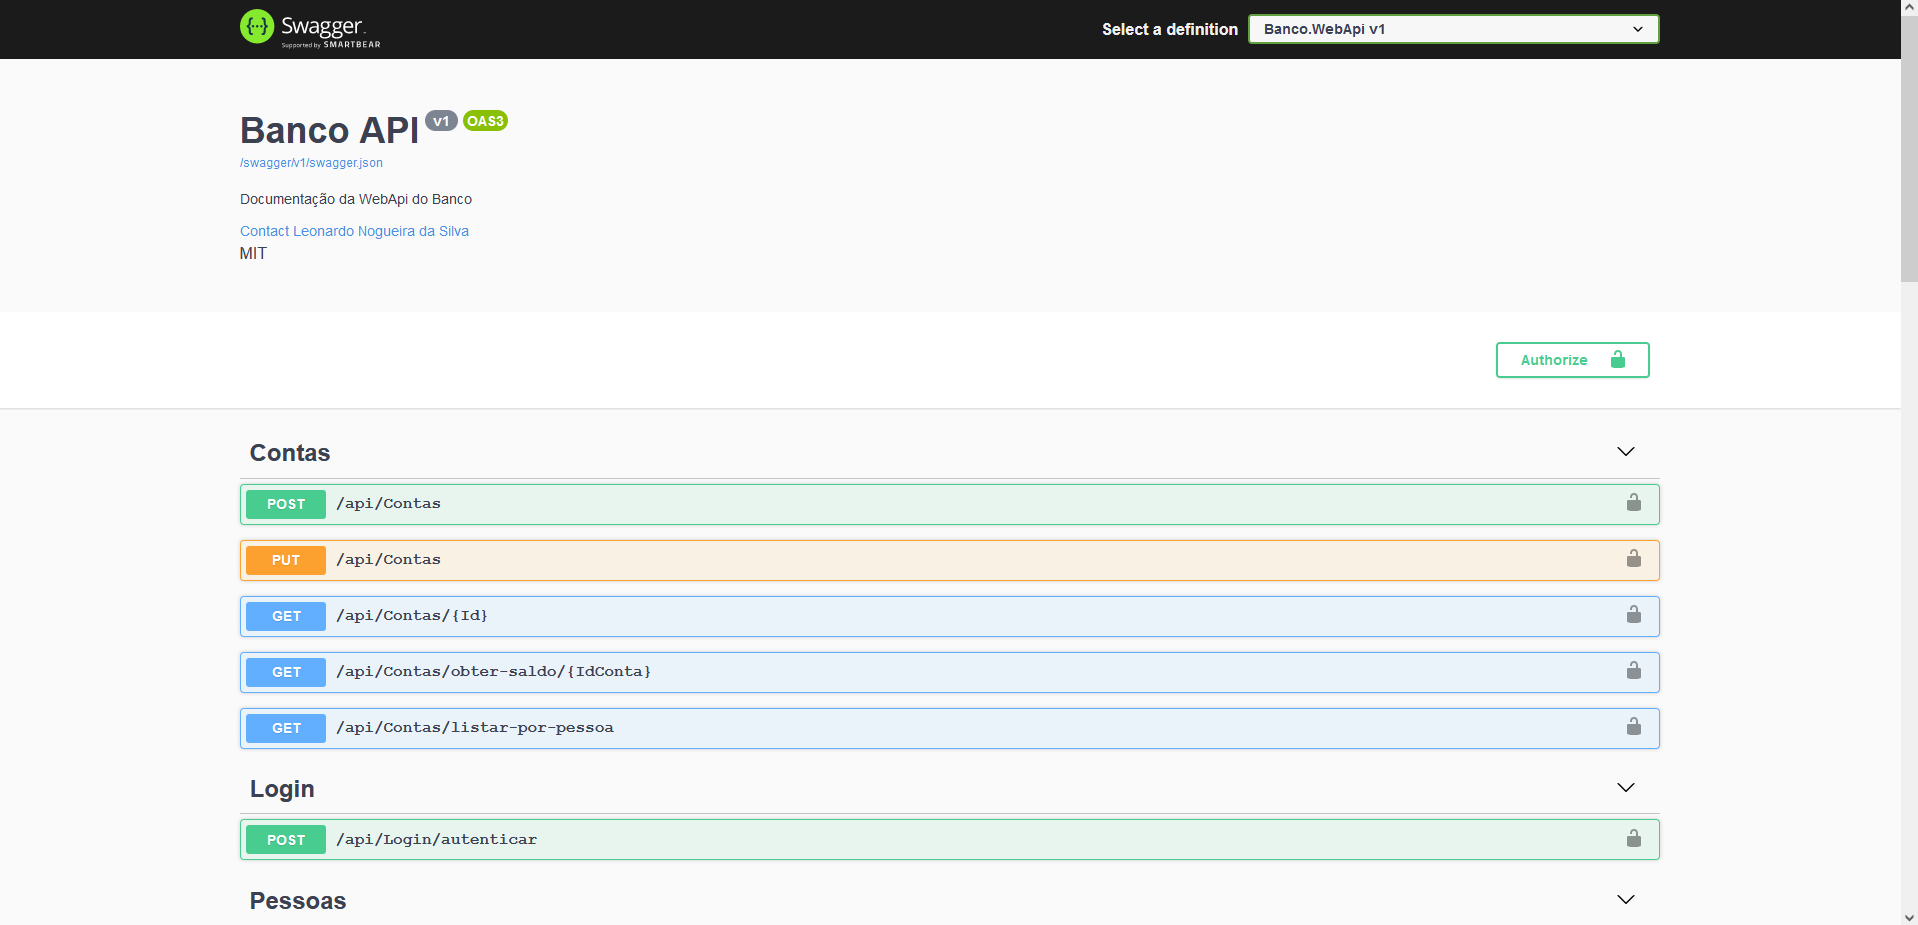 Swagger.
Supported by SMARTBEAR
Select a definition
Banco.WebApi v1
Banco API v1 OAS3
/swagger/v1/swagger.json
Documentação da WebApi do Banco
Contact Leonardo Nogueira da Silva
MIT
Authorize
Contas
POST /api/Contas
PUT /api/Contas
GET /api/Contas/{Id}
GET /api/Contas/obter-saldo/{IdConta}
GET /api/Contas/listar-por-pessoa
Login
POST /api/Login/autenticar
Pessoas